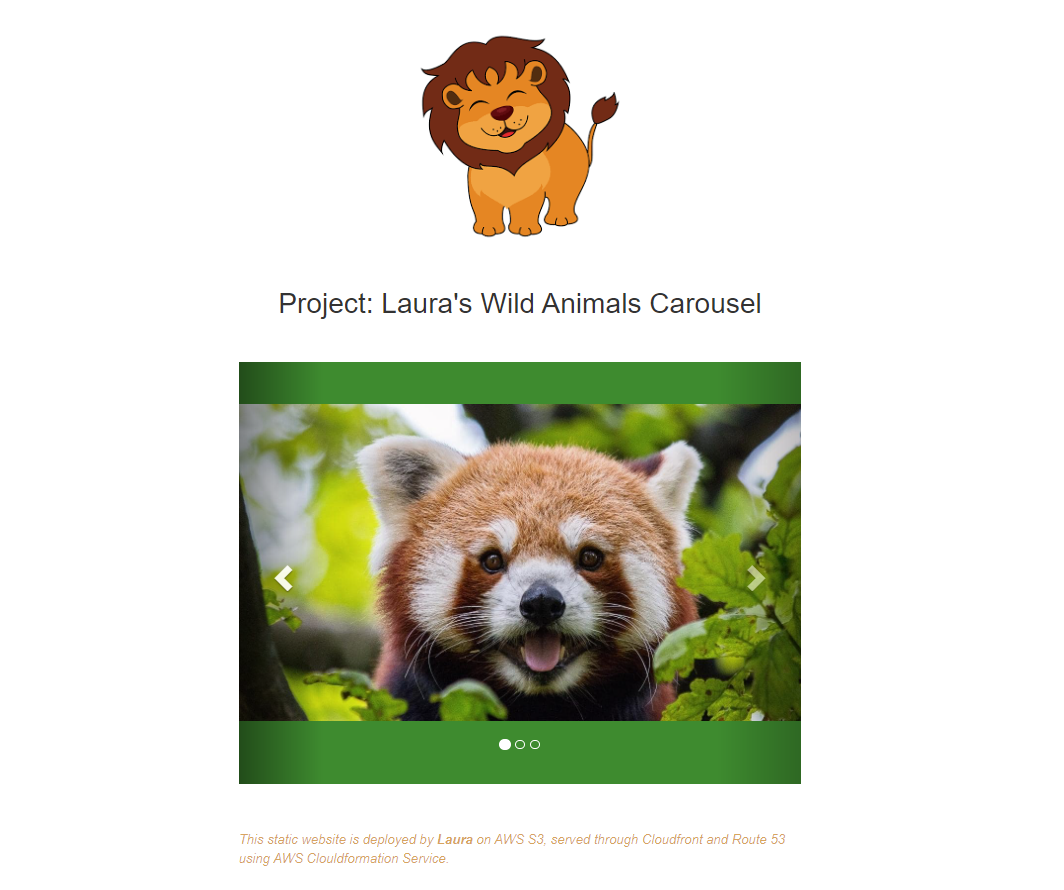 Project: Laura's Wild Animals Carousel
This static website is deployed by Laura on AWS S3, served through Cloudfront and Route 53
using AWS Clouldformation Service.